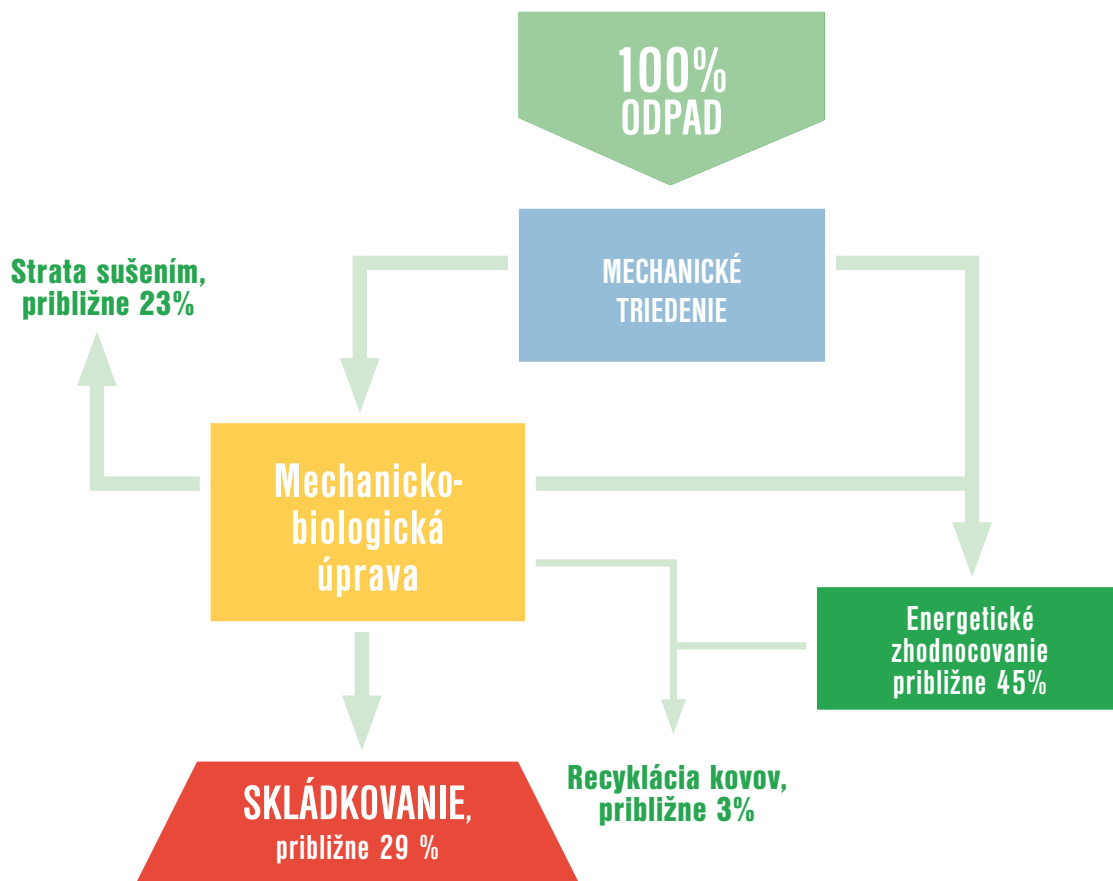 100%
ODPAD
MECHANICKÉ
TRIEDENIE
Strata sušením,
približne 23%
Mechanicko-
biologická
úprava
Energetické
zhodnocovanie
približne 45%
Recyklácia kovov,
približne 3%
SKLÁDKOVANIE,
približne 29 %